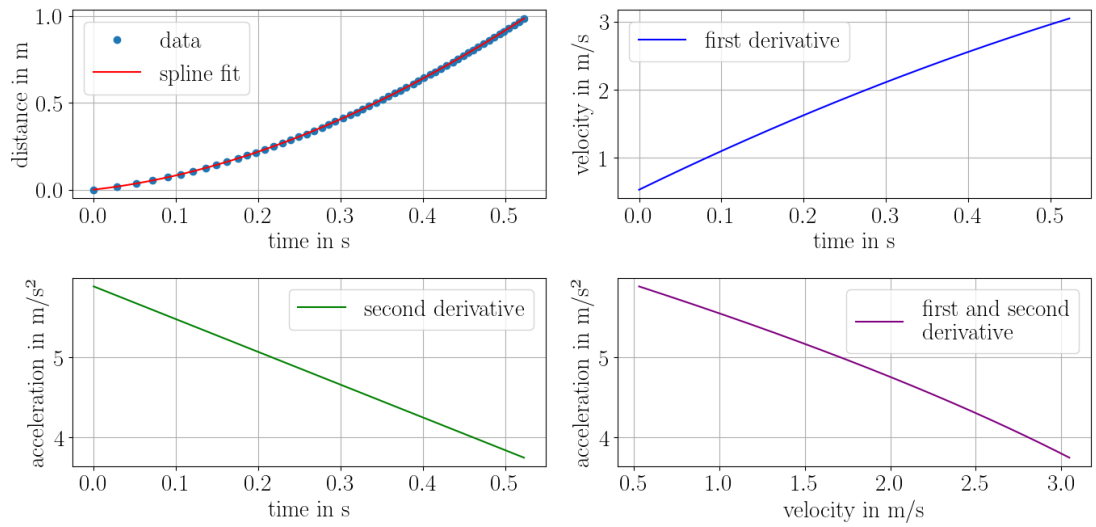 distance in m
1.0
0.5
0.0
data
spline fit
0.0 0.1 0.2 0.3 0.4 0.5
time in s
velocity in m/s
3
2
1
first derivative
0.0 0.1 0.2 0.3 0.4 0.5
time in s
acceleration in m/s²
5
4
second derivative
0.0 0.1 0.2 0.3 0.4 0.5
time in s
acceleration in m/s²
5
4
first and second
derivative
0.5 1.0 1.5 2.0 2.5 3.0
velocity in m/s